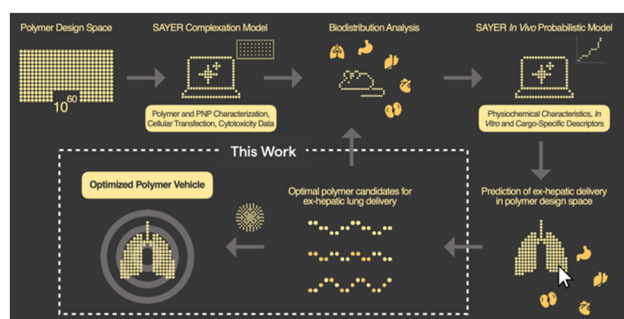 Polymer Design Space
SAYER Complexation Model
Biodistribution Analysis
SAYER In Vivo Probabilistic Model
10^60
Polymer and PNP Characterization,
Cellular Transfection, Cytotoxicity Data
Physiochemical Characteristics, In
Vitro and Cargo-Specific Descriptors
This Work
Optimized Polymer Vehicle
Optimal polymer candidates for
ex-hepatic lung delivery
Prediction of ex-hepatic delivery
in polymer design space